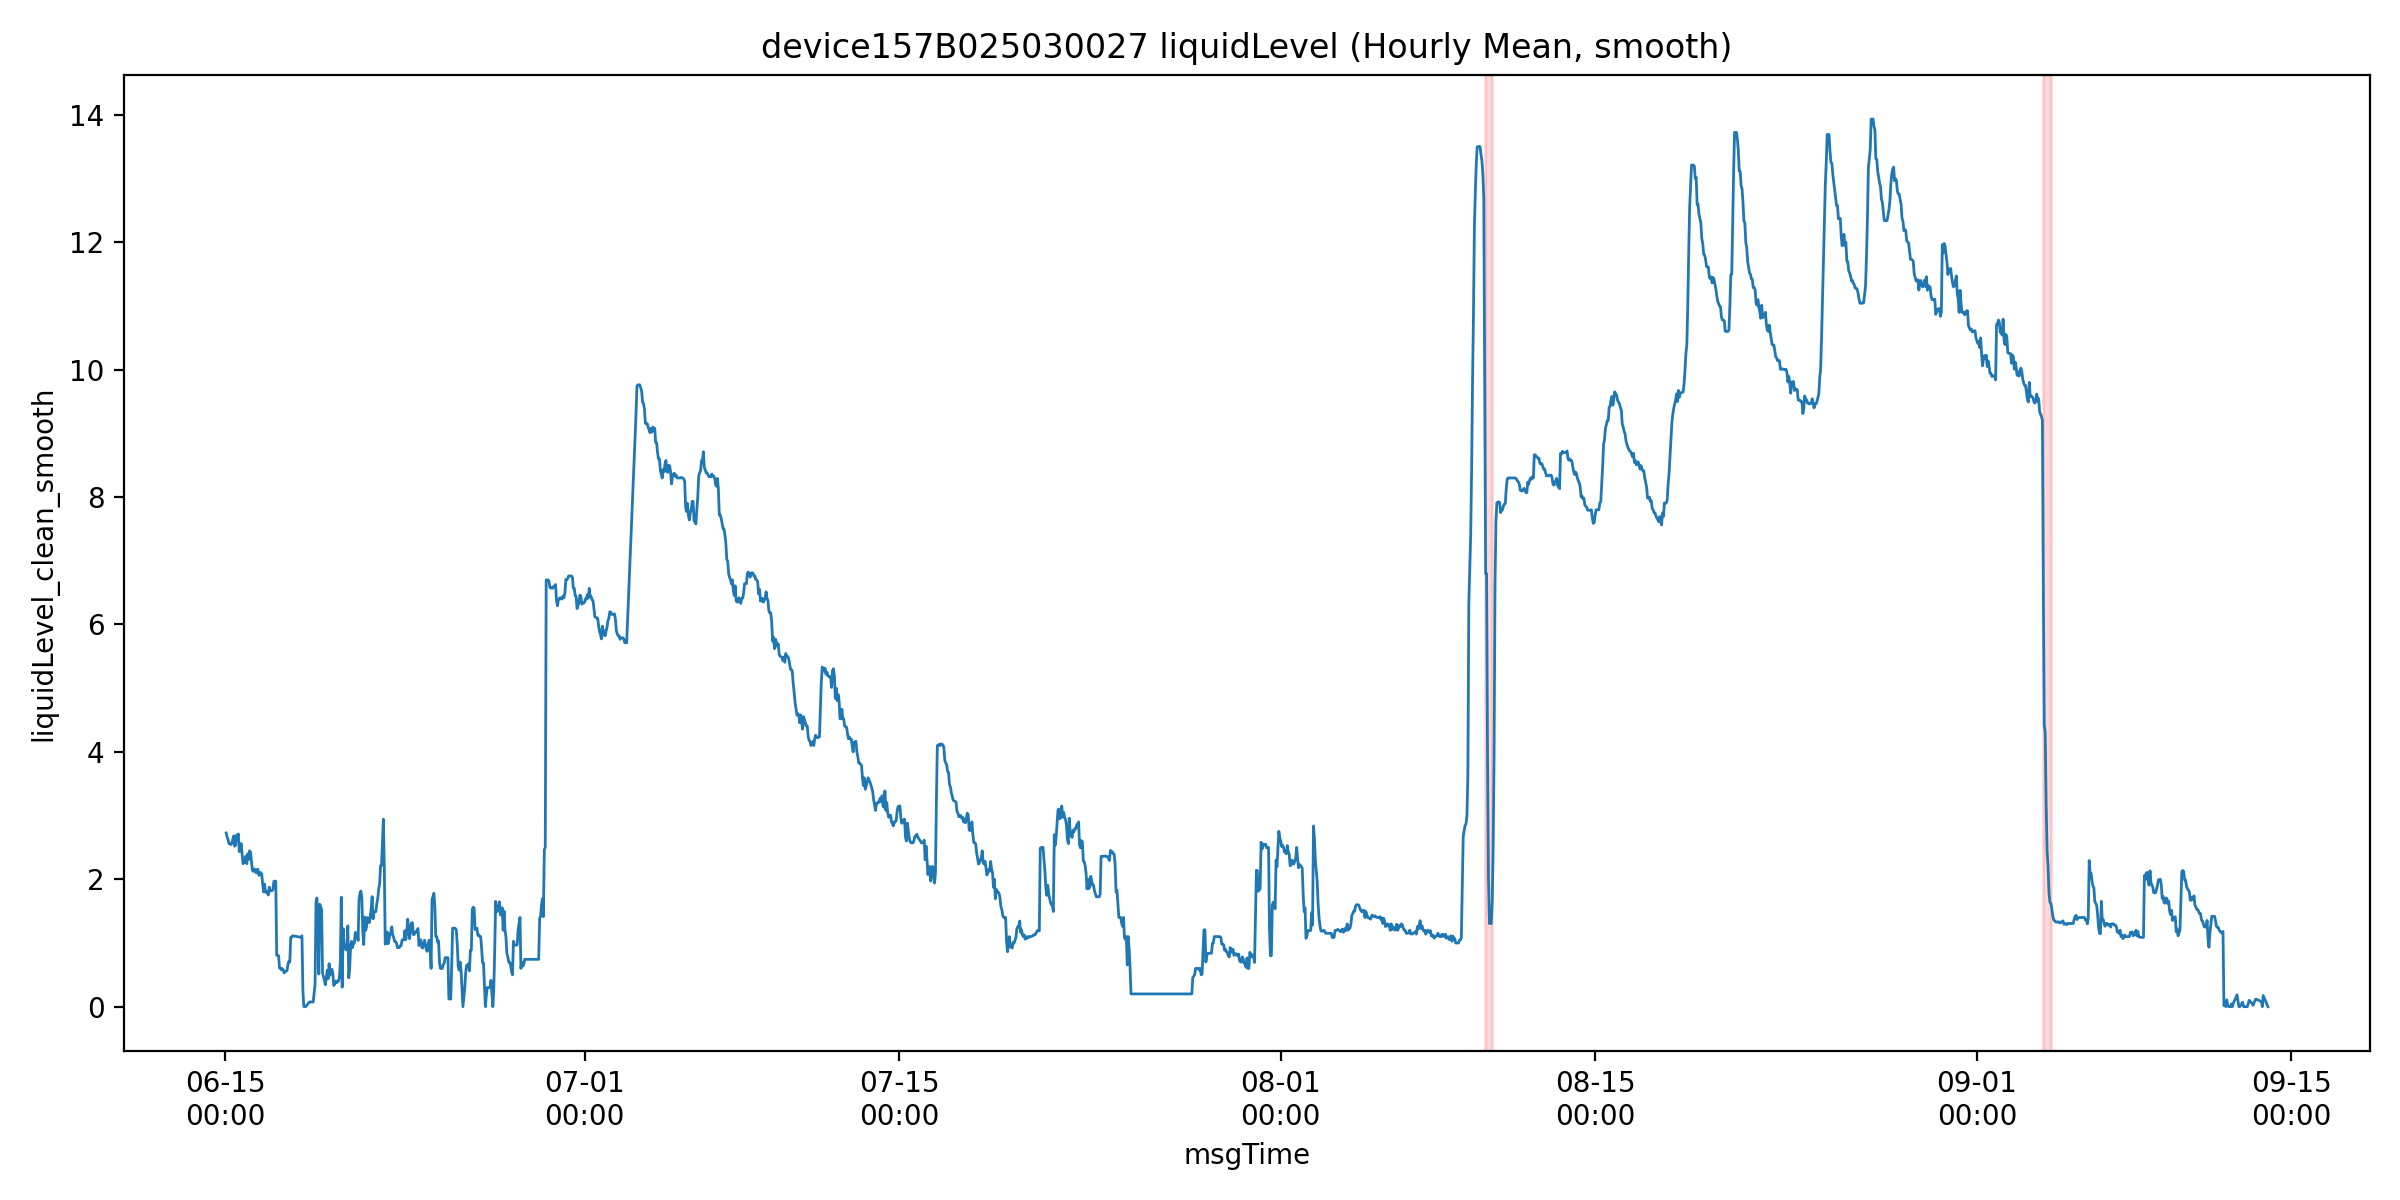 device157B025030027 liquidLevel (Hourly Mean, smooth)
liquidLevel_clean_smooth
14
12
10
8
6
4
2
0
06-15 07-01 07-15 08-01 08-15 09-01 09-15
00:00 00:00 00:00 00:00 00:00 00:00 00:00
msgTime